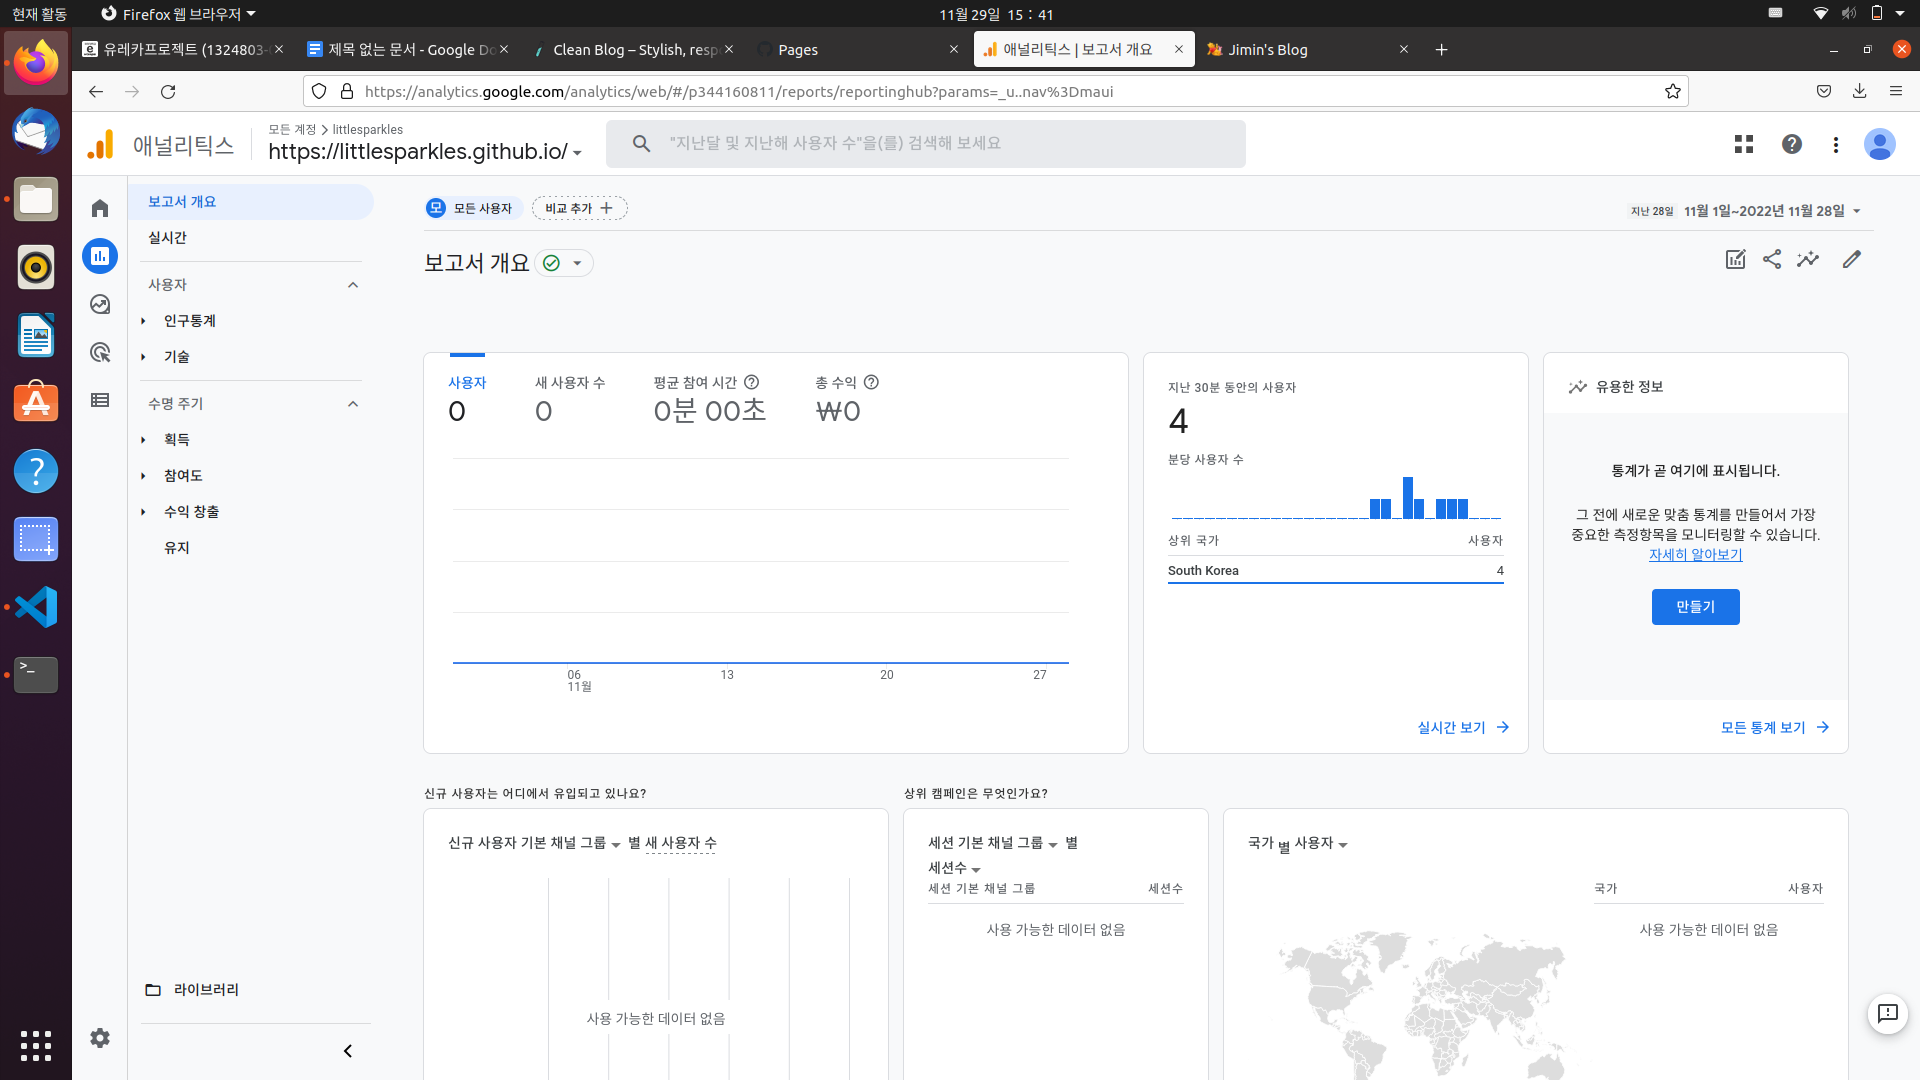 현재 활동
Firefox 웹 브라우저
11월 29일 15 : 41
유레카프로젝트 (1324803-
제목 없는 문서 - Google Do
Clean Blog – Stylish, resp
Pages
애널리틱스 | 보고서 개요
Jimin's Blog
https://analytics.google.com/analytics/web/#/p344160811/reports/reportinghub?params=_u..nav%3Dmaui
애널리틱스
모든 계정 > littlesparkles
https://littlesparkles.github.io/
"지난달 및 지난해 사용자 수"을(를) 검색해 보세요
보고서 개요
실시간
사용자
인구통계
기술
수명 주기
획득
참여도
수익 창출
유지
라이브러리
모 모든 사용자
비교 추가 +
지난 28일 11월 1일~2022년 11월 28일
보고서 개요
사용자
0
새 사용자 수
0
평균 참여 시간
0분 00초
총 수익
₩0
06
11월
13
20
27
지난 30분 동안의 사용자
4
분당 사용자 수
상위 국가 사용자
South Korea 4
실시간 보기
유용한 정보
통계가 곧 여기에 표시됩니다.
그 전에 새로운 맞춤 통계를 만들어서 가장
중요한 측정항목을 모니터링할 수 있습니다.
자세히 알아보기
만들기
모든 통계 보기
신규 사용자는 어디에서 유입되고 있나요?
신규 사용자 기본 채널 그룹 별 새 사용자 수
사용 가능한 데이터 없음
상위 캠페인은 무엇인가요?
세션 기본 채널 그룹 별
세션수
세션 기본 채널 그룹 세션수
사용 가능한 데이터 없음
국가 별 사용자
국가 사용자
사용 가능한 데이터 없음